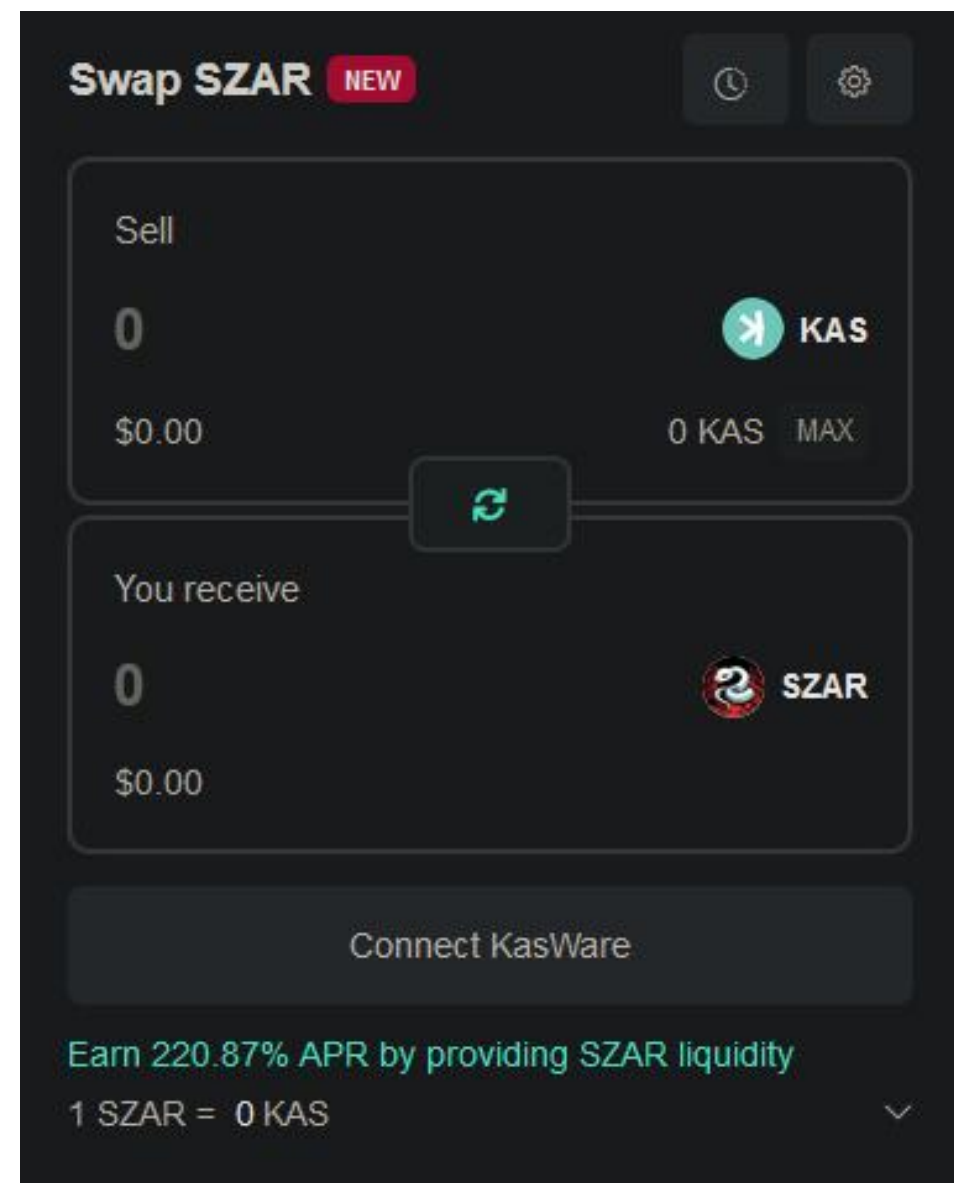 Swap SZAR NEW
Sell
0 KAS
$0.00 0 KAS MAX
You receive
0 SZAR
$0.00
Connect KasWare
Earn 220.87% APR by providing SZAR liquidity
1 SZAR = 0 KAS